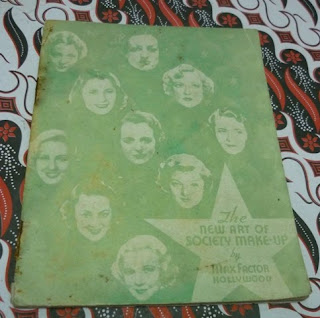 The
NEW ART OF
SOCIETY MAKE-UP
by
MAX FACTOR
HOLLYWOOD